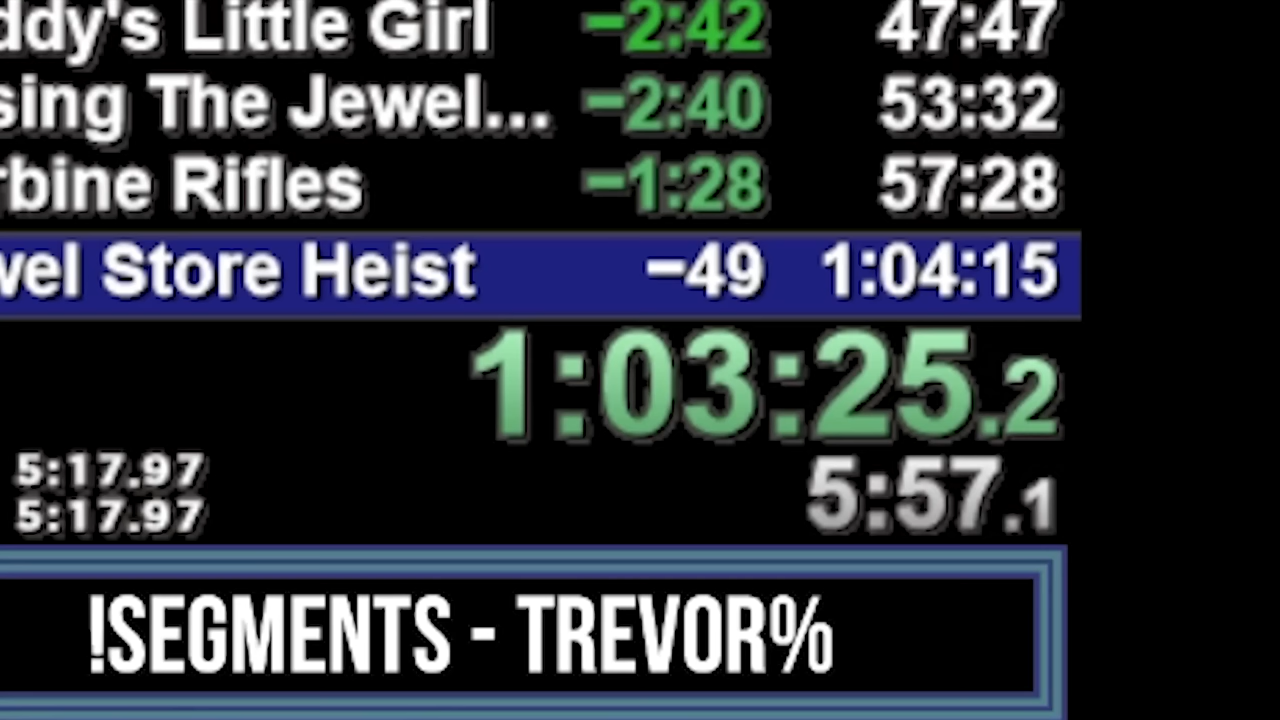 ddy's Little Girl −2:42 47:47
sing The Jewel... −2:40 53:32
rbine Rifles −1:28 57:28
wel Store Heist −49 1:04:15
1:03:25.2
5:17.97 5:57.1
5:17.97
!SEGMENTS - TREVOR%